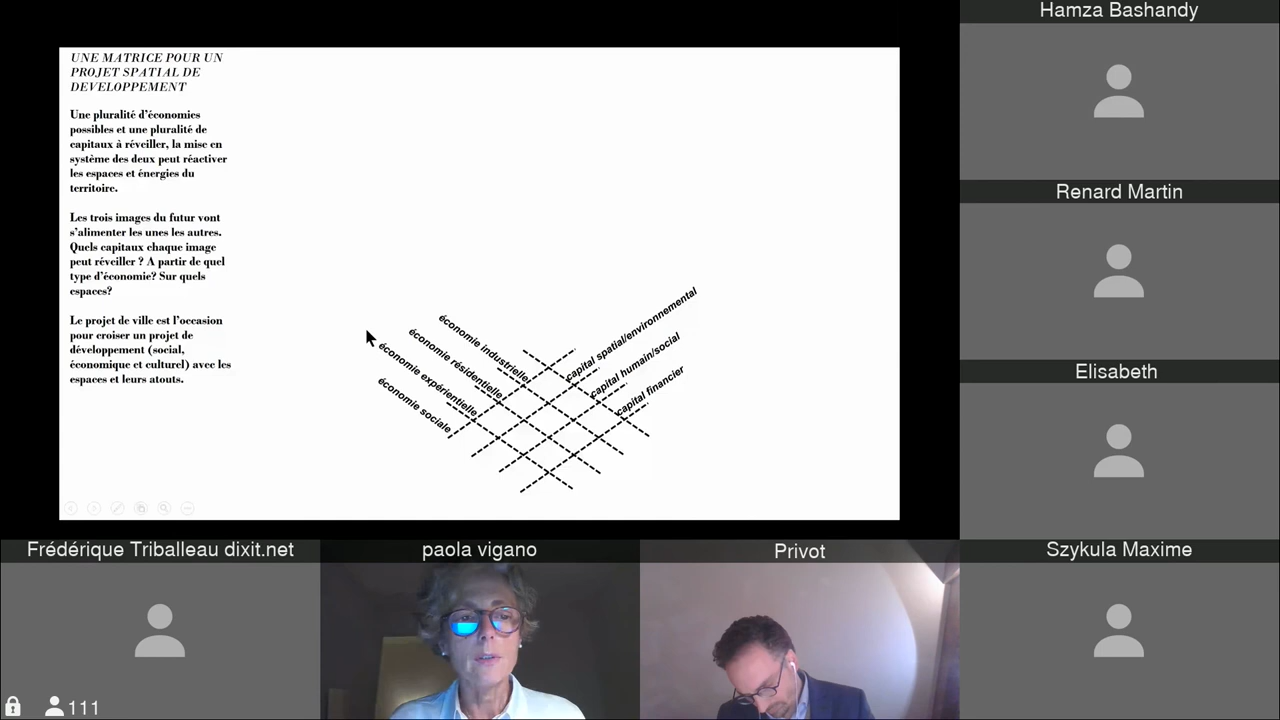 UNE MATRICE POUR UN
PROJET SPATIAL DE
DEVELOPPEMENT
Une pluralité d'économies
possibles et une pluralité de
capitaux à réveiller, la mise en
système des deux peut réactiver
les espaces et énergies du
territoire.
Les trois images du futur vont
s'alimenter les unes les autres.
Quels capitaux chaque image
peut réveiller ? A partir de quel
type d'économie? Sur quels
espaces?
Le projet de ville est l'occasion
pour croiser un projet de
développement (social,
économique et culturel) avec les
espaces et leurs atouts.
économie industrielle
économie résidentielle
économie expérientielle
économie sociale
capital spatial/environnemental
capital humain/social
capital financier
Hamza Bashandy
Renard Martin
Elisabeth
Frédérique Triballeau dixit.net
paola vigano
Privot
Szykula Maxime
111